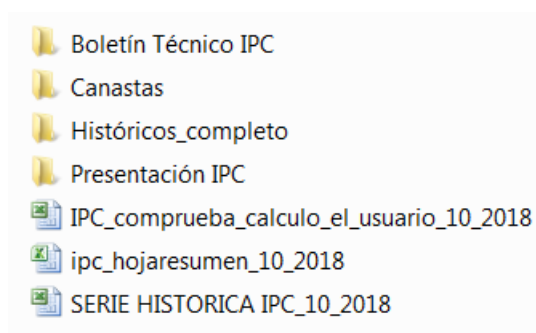 Boletín Técnico IPC
Canastas
Históricos_completo
Presentación IPC
IPC_comprueba_calculo_el_usuario_10_2018
ipc_hojaresumen_10_2018
SERIE HISTORICA IPC_10_2018